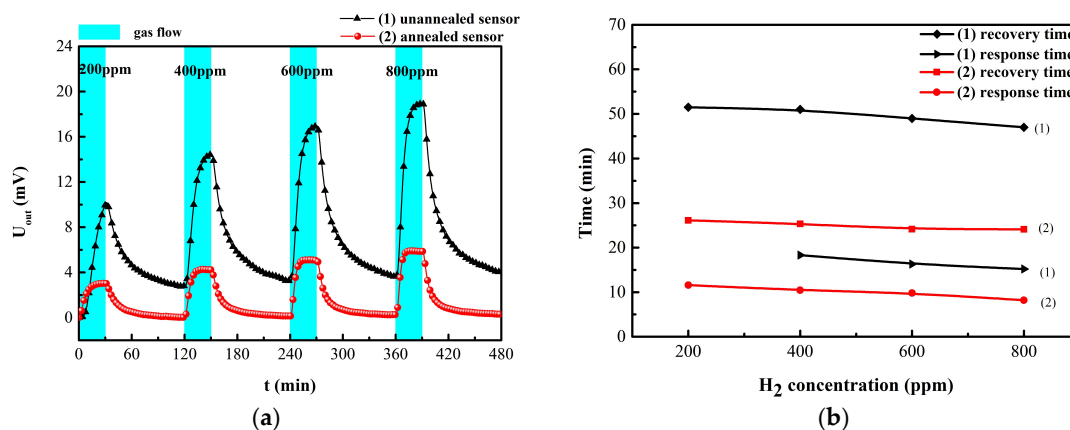 gas flow
(1) unannealed sensor
(2) annealed sensor
200ppm
400ppm
600ppm
800ppm
24
20
16
12
8
4
0
U_out (mV)
0 60 120 180 240 300 360 420 480
t (min)
(a)
(1) recovery time
(1) response time
(2) recovery time
(2) response time
70
60
50
40
30
20
10
0
Time (min)
(1)
(2)
(1)
(2)
200 400 600 800
H2 concentration (ppm)
(b)